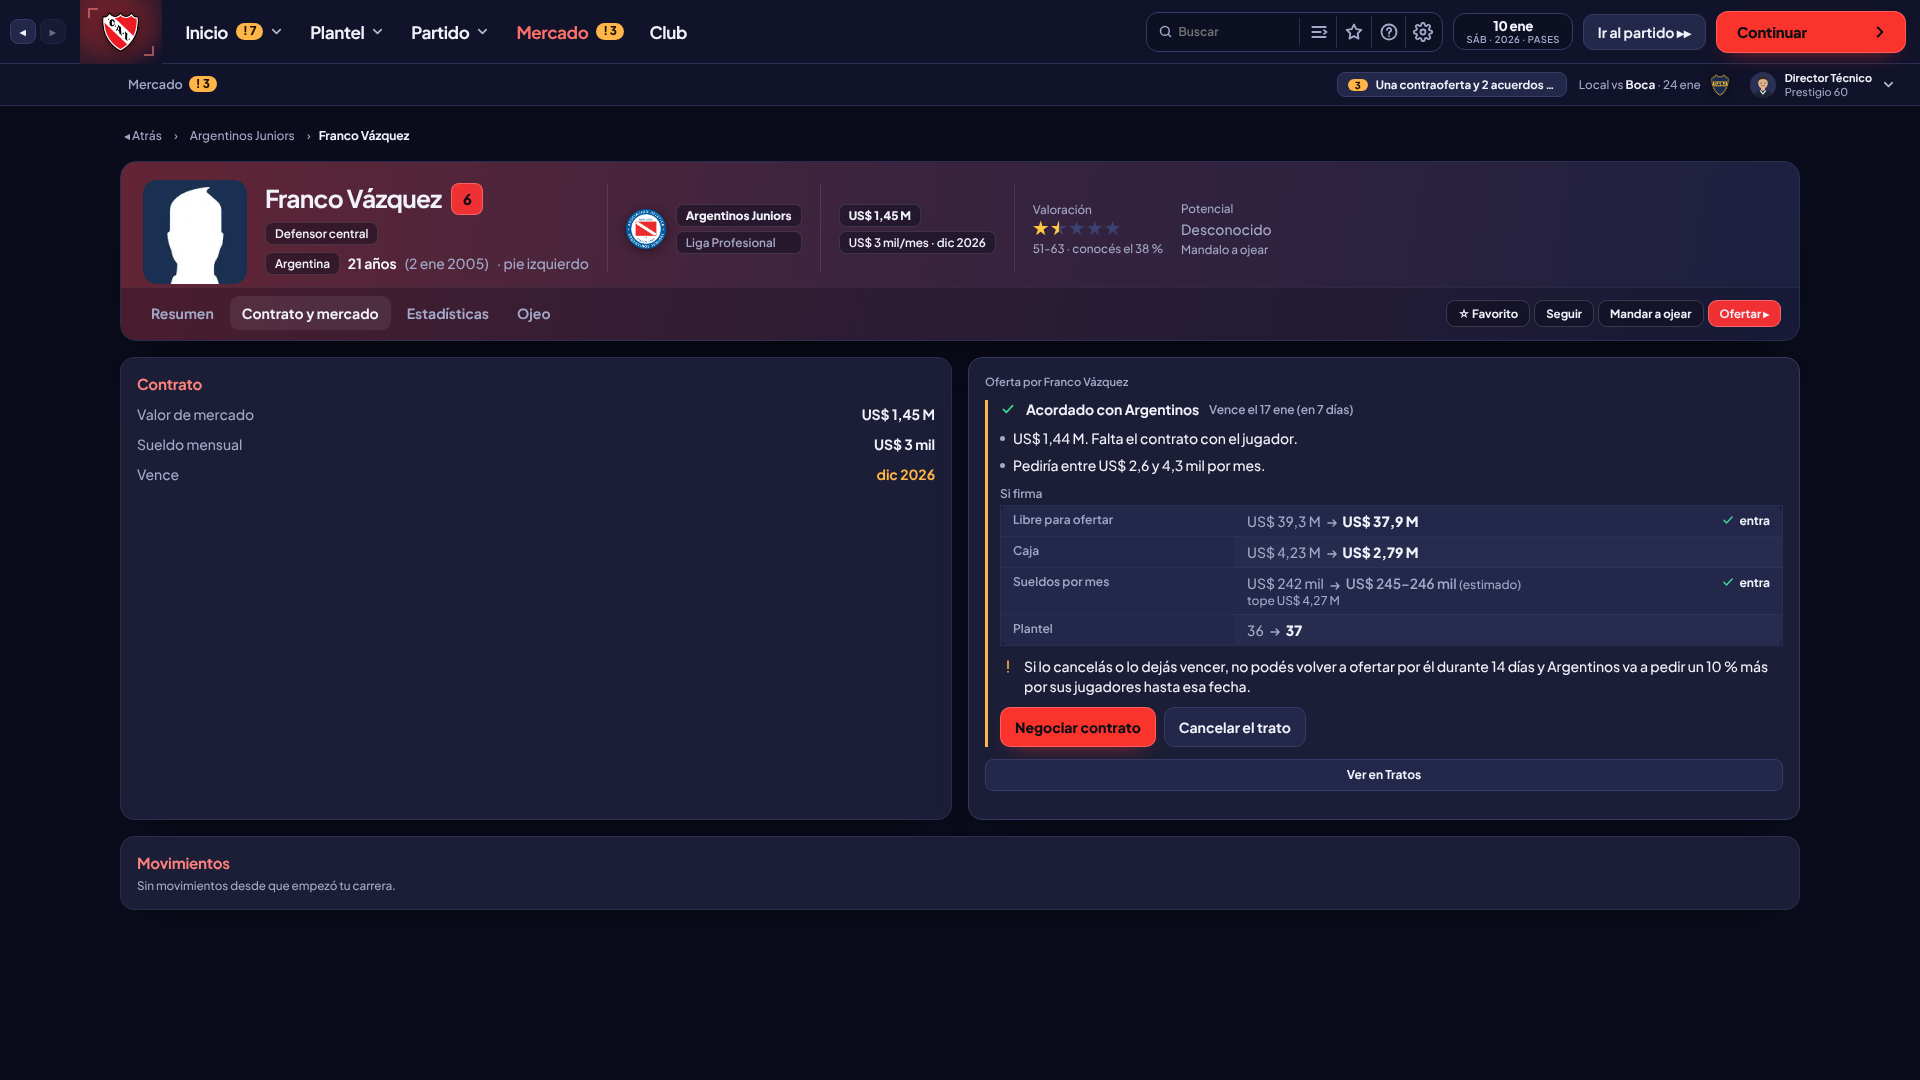 Inicio ! 7
Plantel
Partido
Mercado ! 3
Club
Buscar
10 ene
SÁB · 2026 · PASES
Ir al partido ▸▸
Continuar
Mercado ! 3
3 Una contraoferta y 2 acuerdos ...
Local vs Boca · 24 ene
Director Técnico
Prestigio 60
◂ Atrás › Argentinos Juniors › Franco Vázquez
Franco Vázquez 6
Defensor central
Argentina 21 años (2 ene 2005) · pie izquierdo
Argentinos Juniors
Liga Profesional
US$ 1,45 M
US$ 3 mil/mes · dic 2026
Valoración
51-63 · conocés el 38 %
Potencial
Desconocido
Mandalo a ojear
Resumen
Contrato y mercado
Estadísticas
Ojeo
☆ Favorito
Seguir
Mandar a ojear
Ofertar ▸
Contrato
Valor de mercado US$ 1,45 M
Sueldo mensual US$ 3 mil
Vence dic 2026
Oferta por Franco Vázquez
✓ Acordado con Argentinos Vence el 17 ene (en 7 días)
• US$ 1,44 M. Falta el contrato con el jugador.
• Pediría entre US$ 2,6 y 4,3 mil por mes.
Si firma
Libre para ofertar US$ 39,3 M → US$ 37,9 M ✓ entra
Caja US$ 4,23 M → US$ 2,79 M
Sueldos por mes US$ 242 mil → US$ 245–246 mil (estimado) ✓ entra
tope US$ 4,27 M
Plantel 36 → 37
! Si lo cancelás o lo dejás vencer, no podés volver a ofertar por él durante 14 días y Argentinos va a pedir un 10 % más
por sus jugadores hasta esa fecha.
Negociar contrato
Cancelar el trato
Ver en Tratos
Movimientos
Sin movimientos desde que empezó tu carrera.